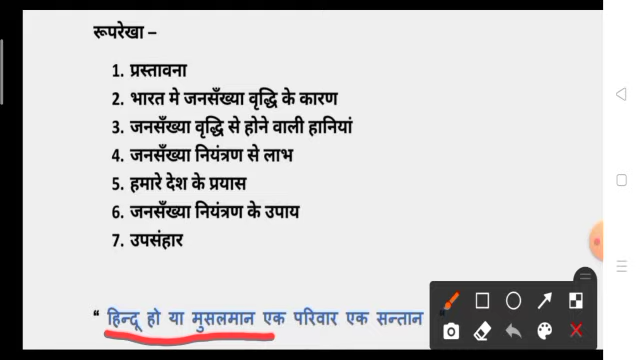 रूपरेखा –
1. प्रस्तावना
2. भारत मे जनसँख्या वृद्धि के कारण
3. जनसँख्या वृद्धि से होने वाली हानियां
4. जनसँख्या नियंत्रण से लाभ
5. हमारे देश के प्रयास
6. जनसँख्या नियंत्रण के उपाय
7. उपसंहार
“ हिन्दू हो या मुसलमान एक परिवार एक सन्तान ”